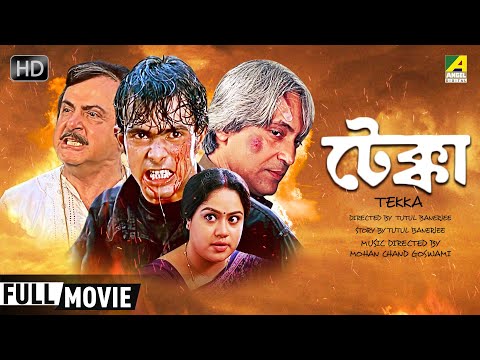 HD
ANGEL
DIGITAL
টেক্কা
TEKKA
DIRECTED BY TUTUL BANERJEE
STORY BY TUTUL BANERJEE
MUSIC DIRECTED BY
MOHAN CHAND GOSWAMI
FULL MOVIE